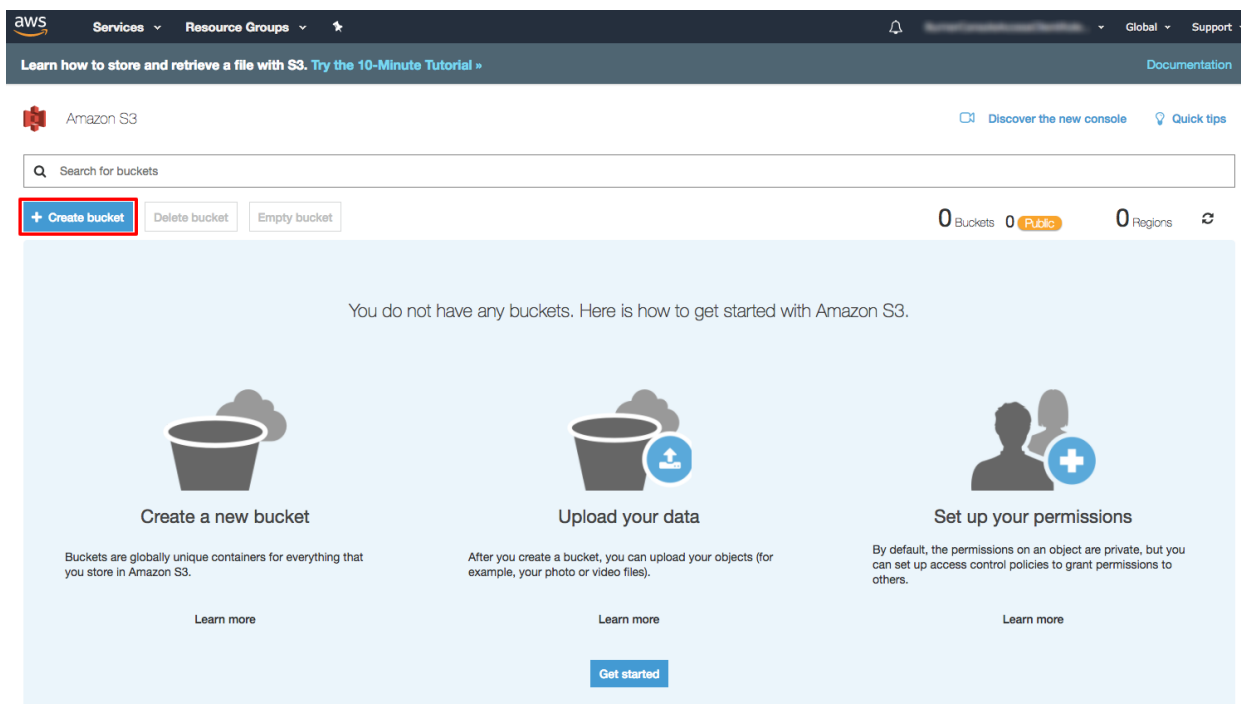 aws Services Resource Groups Global Support
Learn how to store and retrieve a file with S3. Try the 10-Minute Tutorial » Documentation
Amazon S3 Discover the new console Quick tips
Search for buckets
+ Create bucket Delete bucket Empty bucket 0 Buckets 0 Public 0 Regions
You do not have any buckets. Here is how to get started with Amazon S3.
Create a new bucket
Buckets are globally unique containers for everything that
you store in Amazon S3.
Learn more
Upload your data
After you create a bucket, you can upload your objects (for
example, your photo or video files).
Learn more
Set up your permissions
By default, the permissions on an object are private, but you
can set up access control policies to grant permissions to
others.
Learn more
Get started